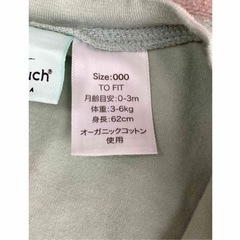 uch®
A
Size:000
TO FIT
月齢目安:0-3m
体重:3-6kg
身長:62cm
オーガニックコットン
使用